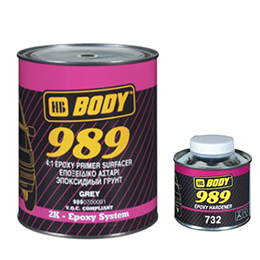 HB BODY
989
4:1 EPOXY PRIMER SURFACER
ΕΠΟΞΕΙΔΙΚΟ ΑΣΤΑΡΙ
ЭПОКСИДНЫЙ ГРУНТ
GREY
V.O.C. COMPLIANT
2K - Epoxy System
HB BODY
989
EPOXY HARDENER
732